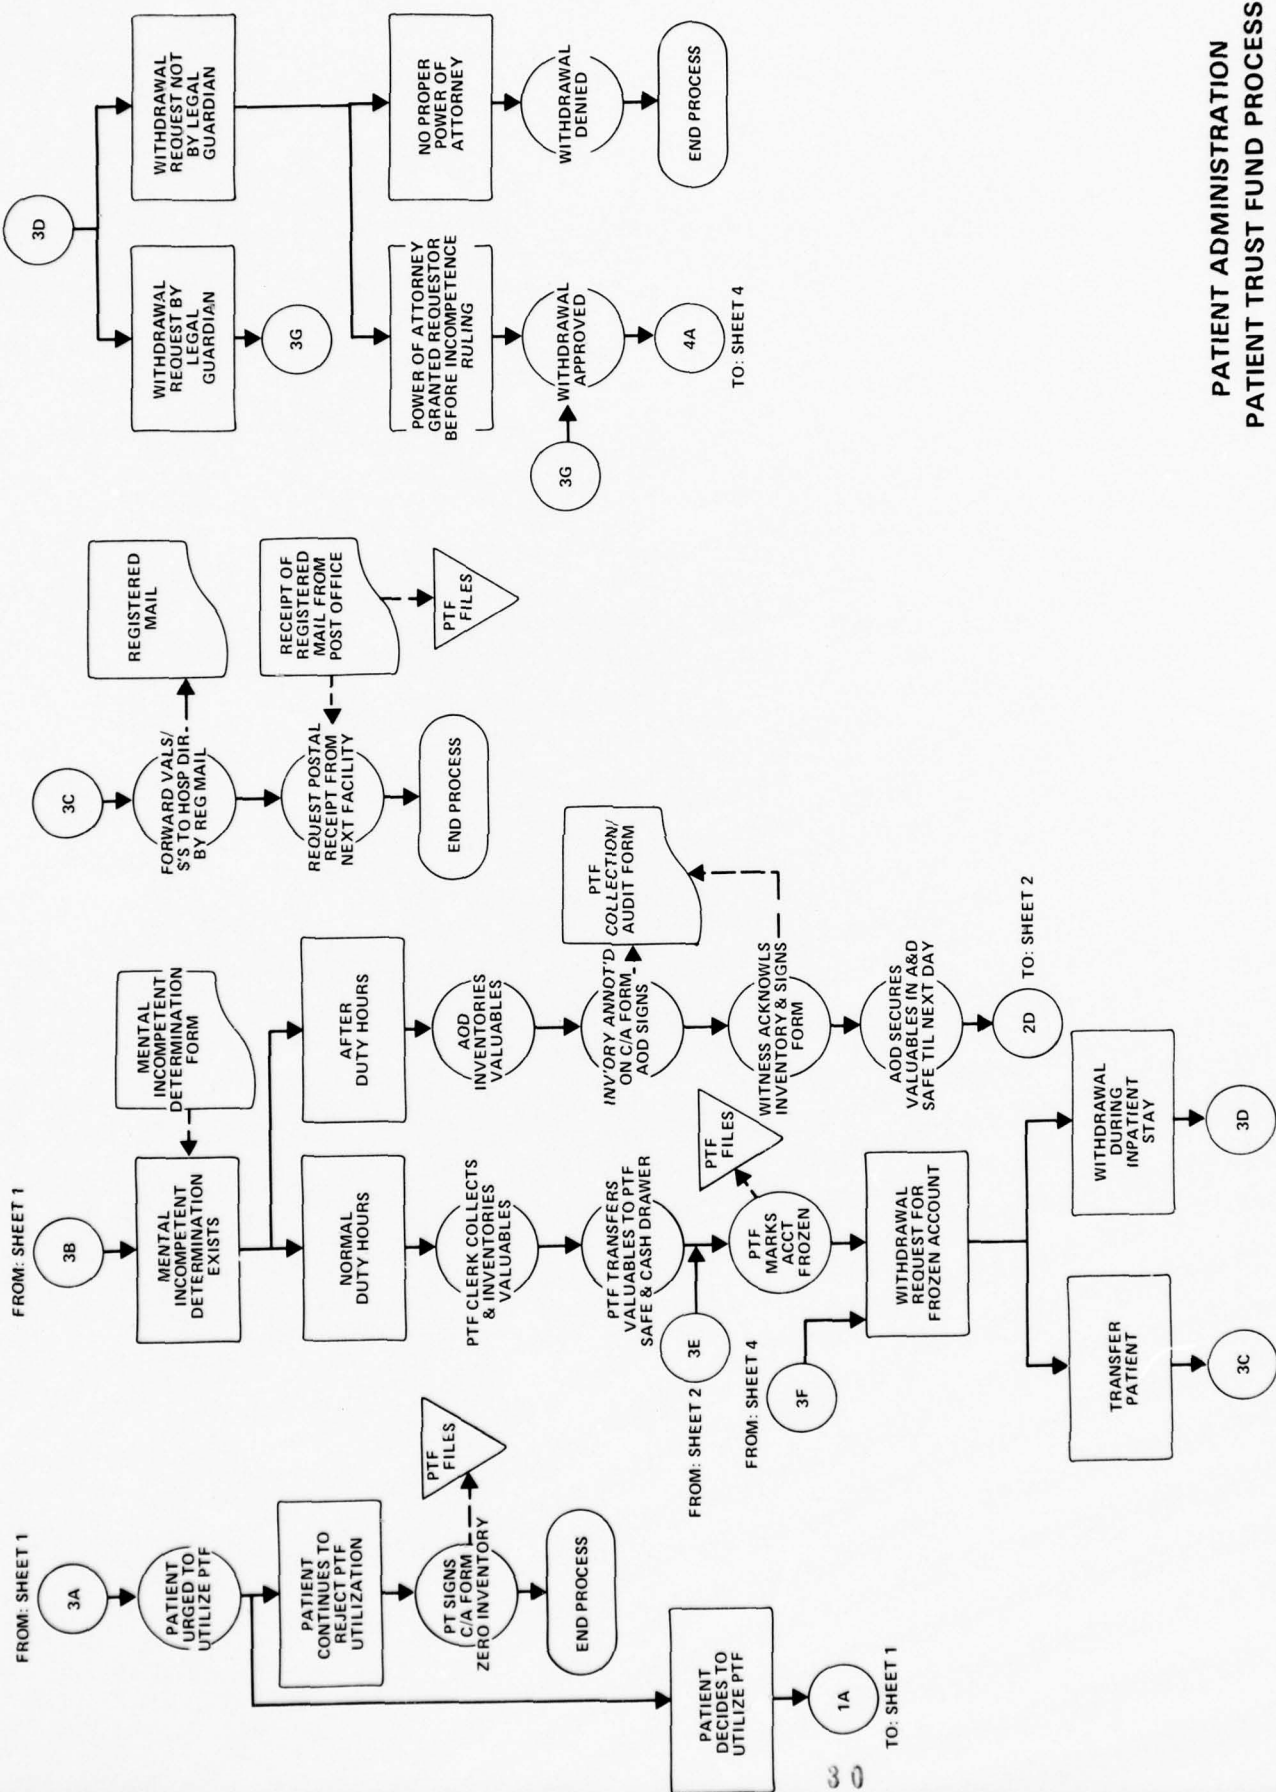 FROM: SHEET 1
3A
PATIENT
URGED TO
UTILIZE PTF
PATIENT
CONTINUES TO
REJECT PTF
UTILIZATION
PT SIGNS
C/A FORM
ZERO INVENTORY
PTF
FILES
END PROCESS
PATIENT
DECIDES TO
UTILIZE PTF
1A
TO: SHEET 1
FROM: SHEET 1
3B
MENTAL
INCOMPETENT
DETERMINATION
EXISTS
MENTAL
INCOMPETENT
DETERMINATION
FORM
NORMAL
DUTY HOURS
AFTER
DUTY HOURS
PTF CLERK COLLECTS
& INVENTORIES
VALUABLES
AOD
INVENTORIES
VALUABLES
PTF TRANSFERS
VALUABLES TO PTF
SAFE & CASH DRAWER
INV'ORY ANNOT'D
ON C/A FORM
AOD SIGNS
PTF
COLLECTION/
AUDIT FORM
FROM: SHEET 2
3E
PTF
MARKS
ACCT
FROZEN
PTF
FILES
WITNESS ACKNOWLS
INVENTORY & SIGNS
FORM
FROM: SHEET 4
3F
WITHDRAWAL
REQUEST FOR
FROZEN ACCOUNT
AOD SECURES
VALUABLES IN A&D
SAFE TIL NEXT DAY
2D
TO: SHEET 2
TRANSFER
PATIENT
3C
WITHDRAWAL
DURING
INPATIENT
STAY
3D
3C
FORWARD VALS/
$'S TO HOSP DIR
BY REG MAIL
REGISTERED
MAIL
REQUEST POSTAL
RECEIPT FROM
NEXT FACILITY
RECEIPT OF
REGISTERED
MAIL FROM
POST OFFICE
PTF
FILES
END PROCESS
3D
WITHDRAWAL
REQUEST BY
LEGAL
GUARDIAN
3G
WITHDRAWAL
REQUEST NOT
BY LEGAL
GUARDIAN
POWER OF ATTORNEY
GRANTED REQUESTOR
BEFORE INCOMPETENCE
RULING
NO PROPER
POWER OF
ATTORNEY
3G
WITHDRAWAL
APPROVED
WITHDRAWAL
DENIED
4A
TO: SHEET 4
END PROCESS
PATIENT ADMINISTRATION
PATIENT TRUST FUND PROCESS
30